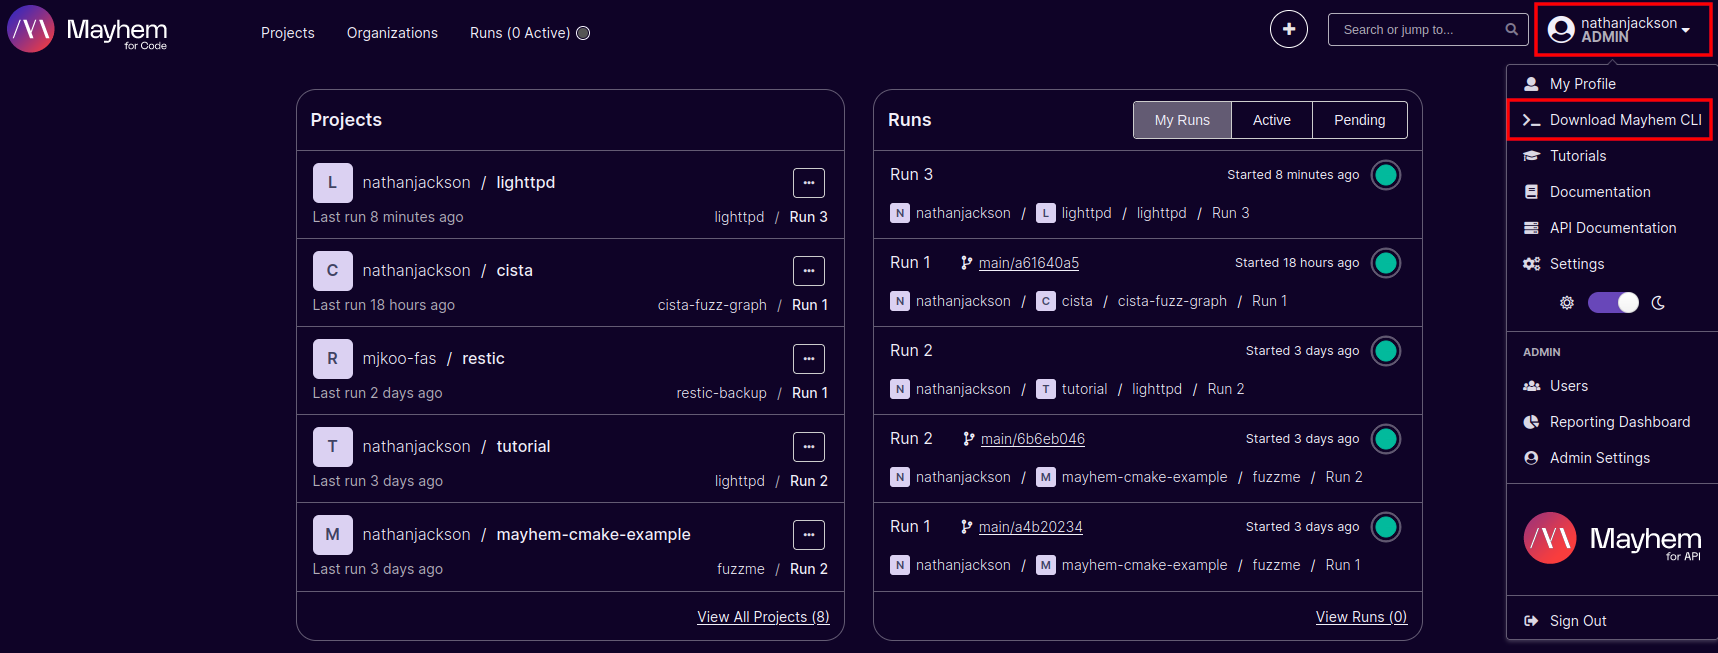 Mayhem
for Code
Projects
Organizations
Runs (0 Active)
Search or jump to...
nathanjackson
ADMIN
My Profile
Download Mayhem CLI
Tutorials
Documentation
API Documentation
Settings
ADMIN
Users
Reporting Dashboard
Admin Settings
Mayhem
for API
Sign Out
Projects
L nathanjackson / lighttpd
Last run 8 minutes ago lighttpd / Run 3
C nathanjackson / cista
Last run 18 hours ago cista-fuzz-graph / Run 1
R mjkoo-fas / restic
Last run 2 days ago restic-backup / Run 1
T nathanjackson / tutorial
Last run 3 days ago lighttpd / Run 2
M nathanjackson / mayhem-cmake-example
Last run 3 days ago fuzzme / Run 2
View All Projects (8)
Runs
My Runs Active Pending
Run 3 Started 8 minutes ago
N nathanjackson / L lighttpd / lighttpd / Run 3
Run 1 main/a61640a5 Started 18 hours ago
N nathanjackson / C cista / cista-fuzz-graph / Run 1
Run 2 Started 3 days ago
N nathanjackson / T tutorial / lighttpd / Run 2
Run 2 main/6b6eb046 Started 3 days ago
N nathanjackson / M mayhem-cmake-example / fuzzme / Run 2
Run 1 main/a4b20234 Started 3 days ago
N nathanjackson / M mayhem-cmake-example / fuzzme / Run 1
View Runs (0)